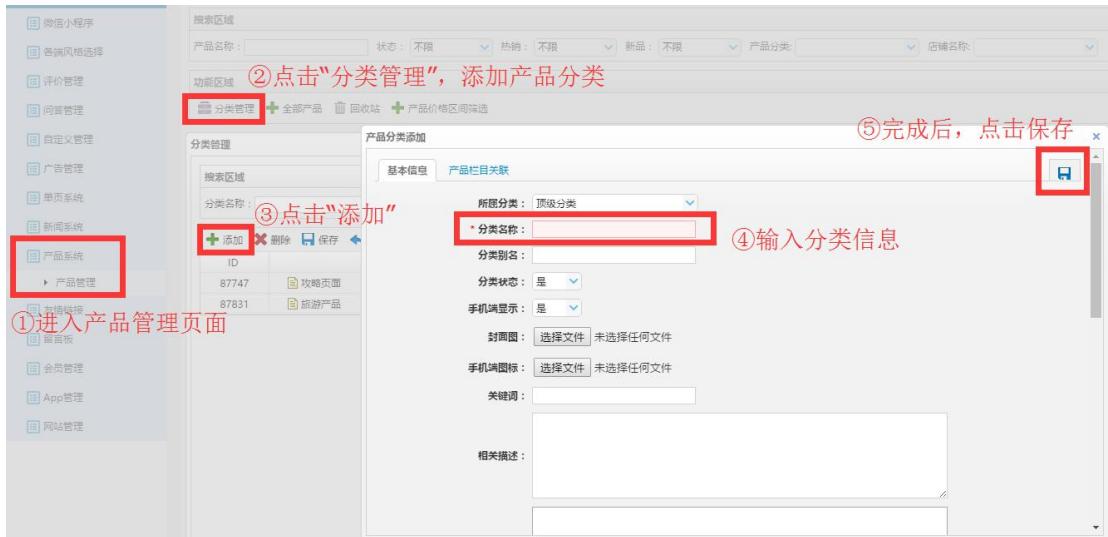 微信小程序
各端风格选择
评价管理
问答管理
自定义管理
广告管理
单页系统
新闻系统
产品系统
产品管理
友情链接
留言板
会员管理
App管理
网站管理
①进入产品管理页面
搜索区域
产品名称： 状态： 不限 热销： 不限 新品： 不限 产品分类: 店铺名称:
功能区域
②点击“分类管理”，添加产品分类
分类管理 全部产品 回收站 产品价格区间筛选
分类管理
搜索区域
分类名称：
③点击“添加”
添加 删除 保存
ID
87747 攻略页面
87831 旅游产品
产品分类添加
⑤完成后，点击保存
基本信息 产品栏目关联
所属分类： 顶级分类
* 分类名称：
④输入分类信息
分类别名：
分类状态： 是
手机端显示： 是
封面图： 选择文件 未选择任何文件
手机端图标： 选择文件 未选择任何文件
关键词：
相关描述：